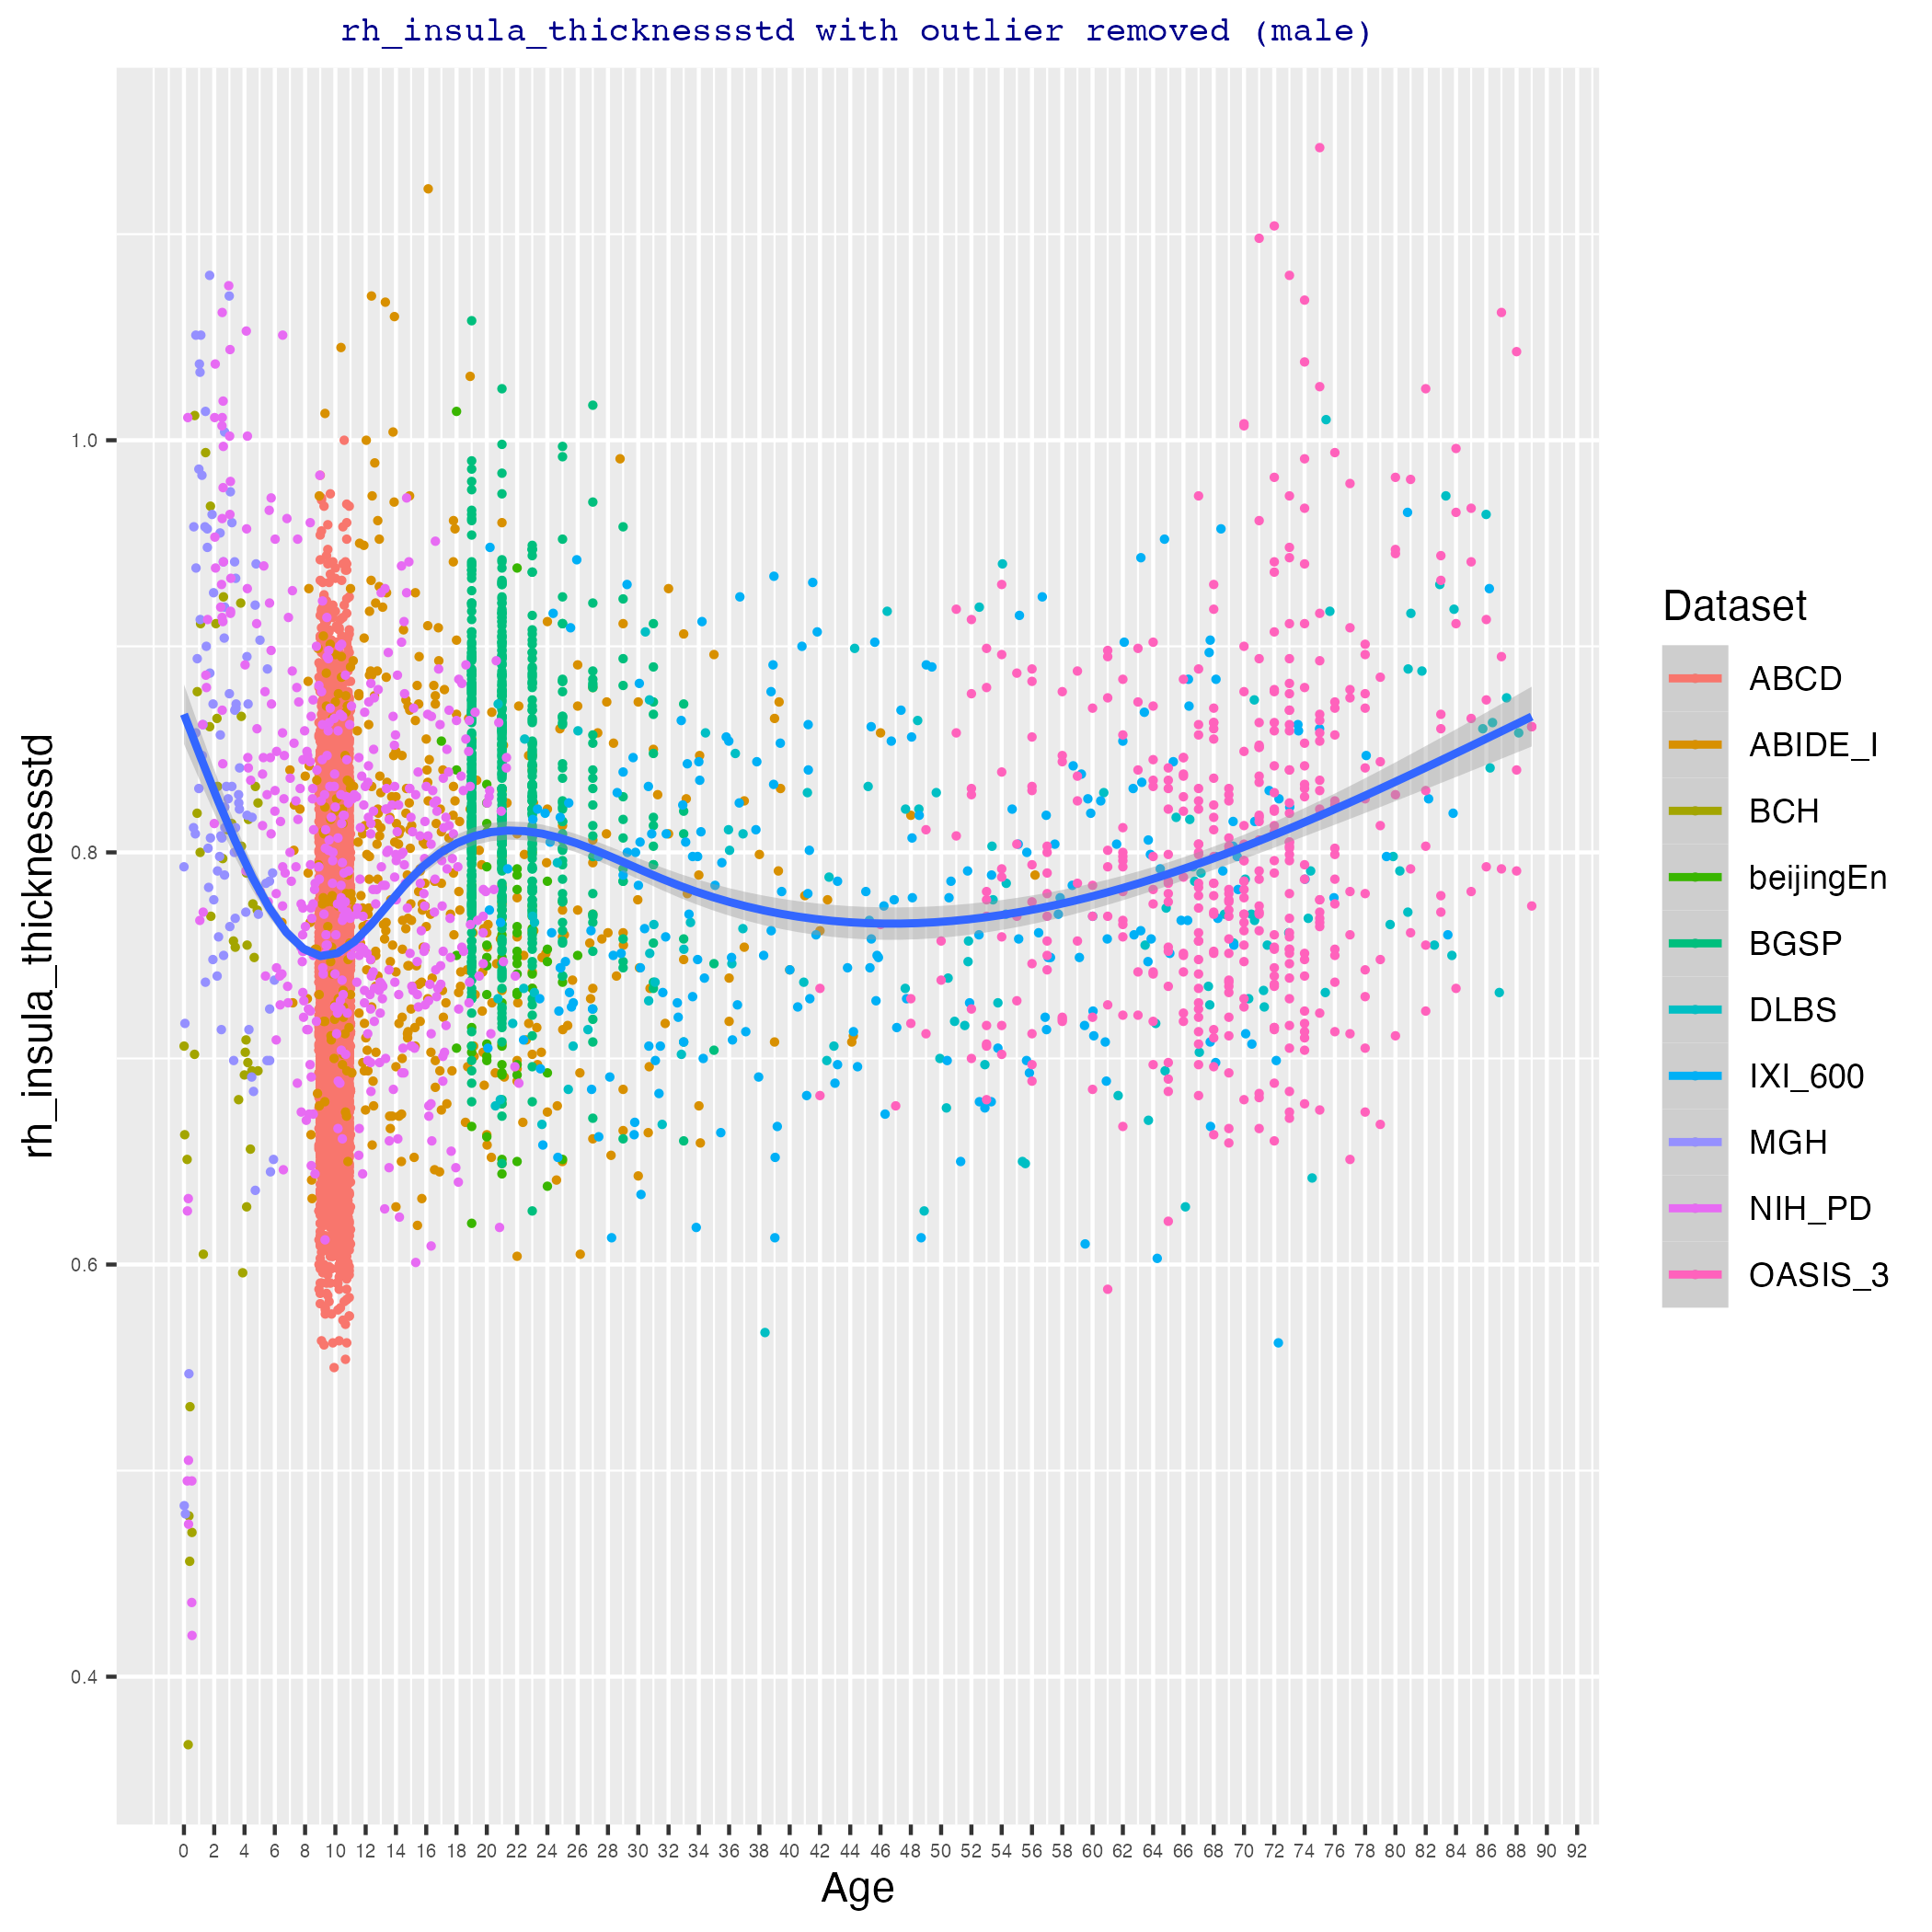 rh_insula_thicknessstd with outlier removed (male)
rh_insula_thicknessstd
1.0
0.8
0.6
0.4
0 2 4 6 8 10 12 14 16 18 20 22 24 26 28 30 32 34 36 38 40 42 44 46 48 50 52 54 56 58 60 62 64 66 68 70 72 74 76 78 80 82 84 86 88 90 92
Age
Dataset
ABCD
ABIDE_I
BCH
beijingEn
BGSP
DLBS
IXI_600
MGH
NIH_PD
OASIS_3